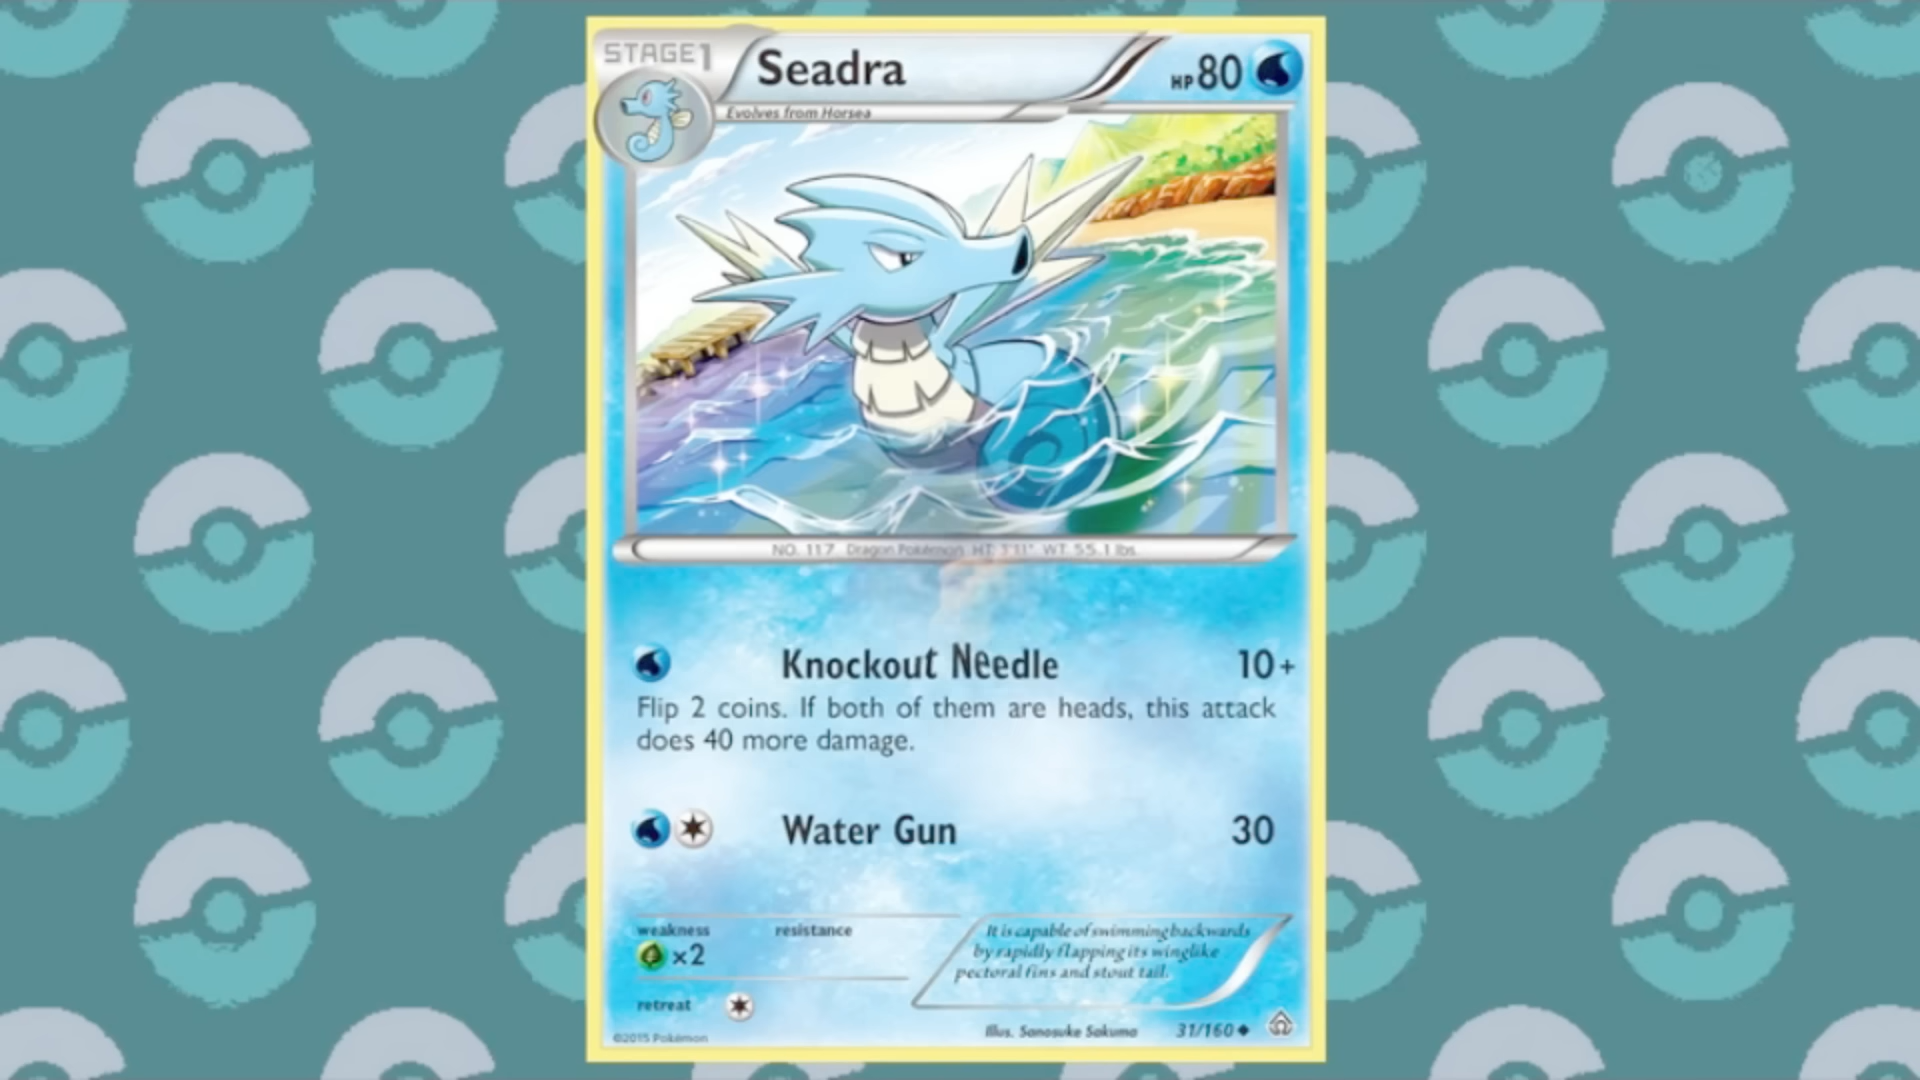 STAGE1
Seadra
HP 80
Evolves from Horsea
NO. 117 Dragon Pokémon HT: 3'11" WT: 55.1 lbs.
Knockout Needle 10+
Flip 2 coins. If both of them are heads, this attack
does 40 more damage.
Water Gun 30
weakness resistance
×2
It is capable of swimming backwards
by rapidly flapping its winglike
pectoral fins and stout tail.
retreat
©2015 Pokémon
Illus. Sanosuke Sakuma 31/160